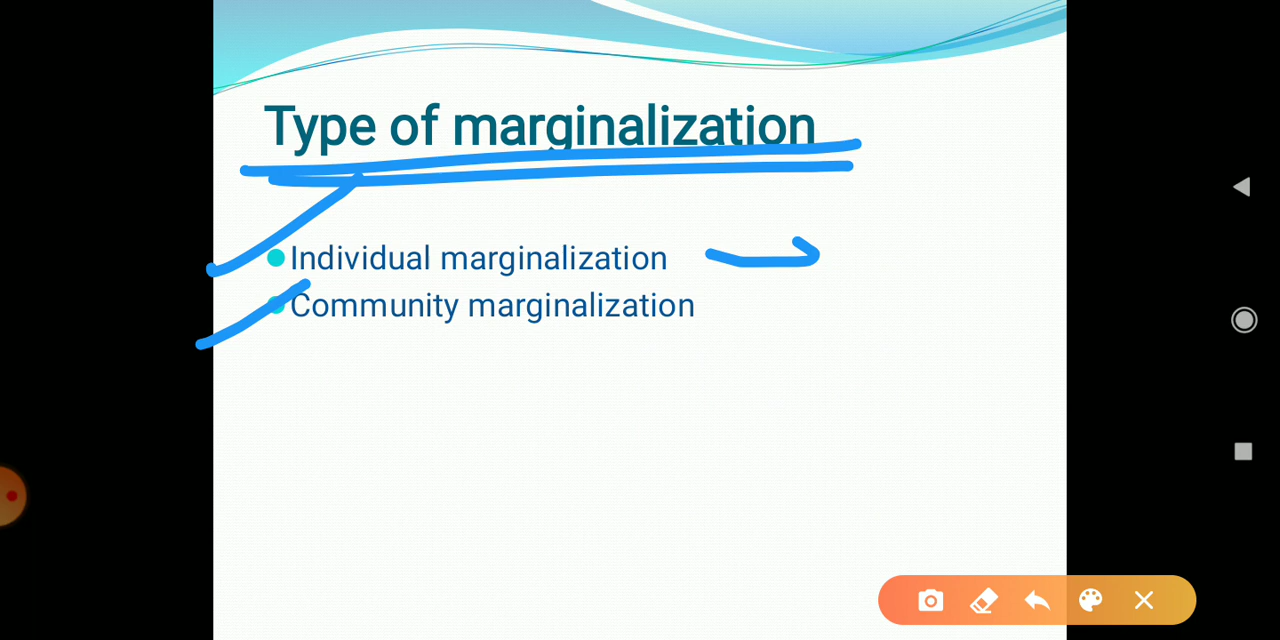 Type of marginalization
Individual marginalization
Community marginalization